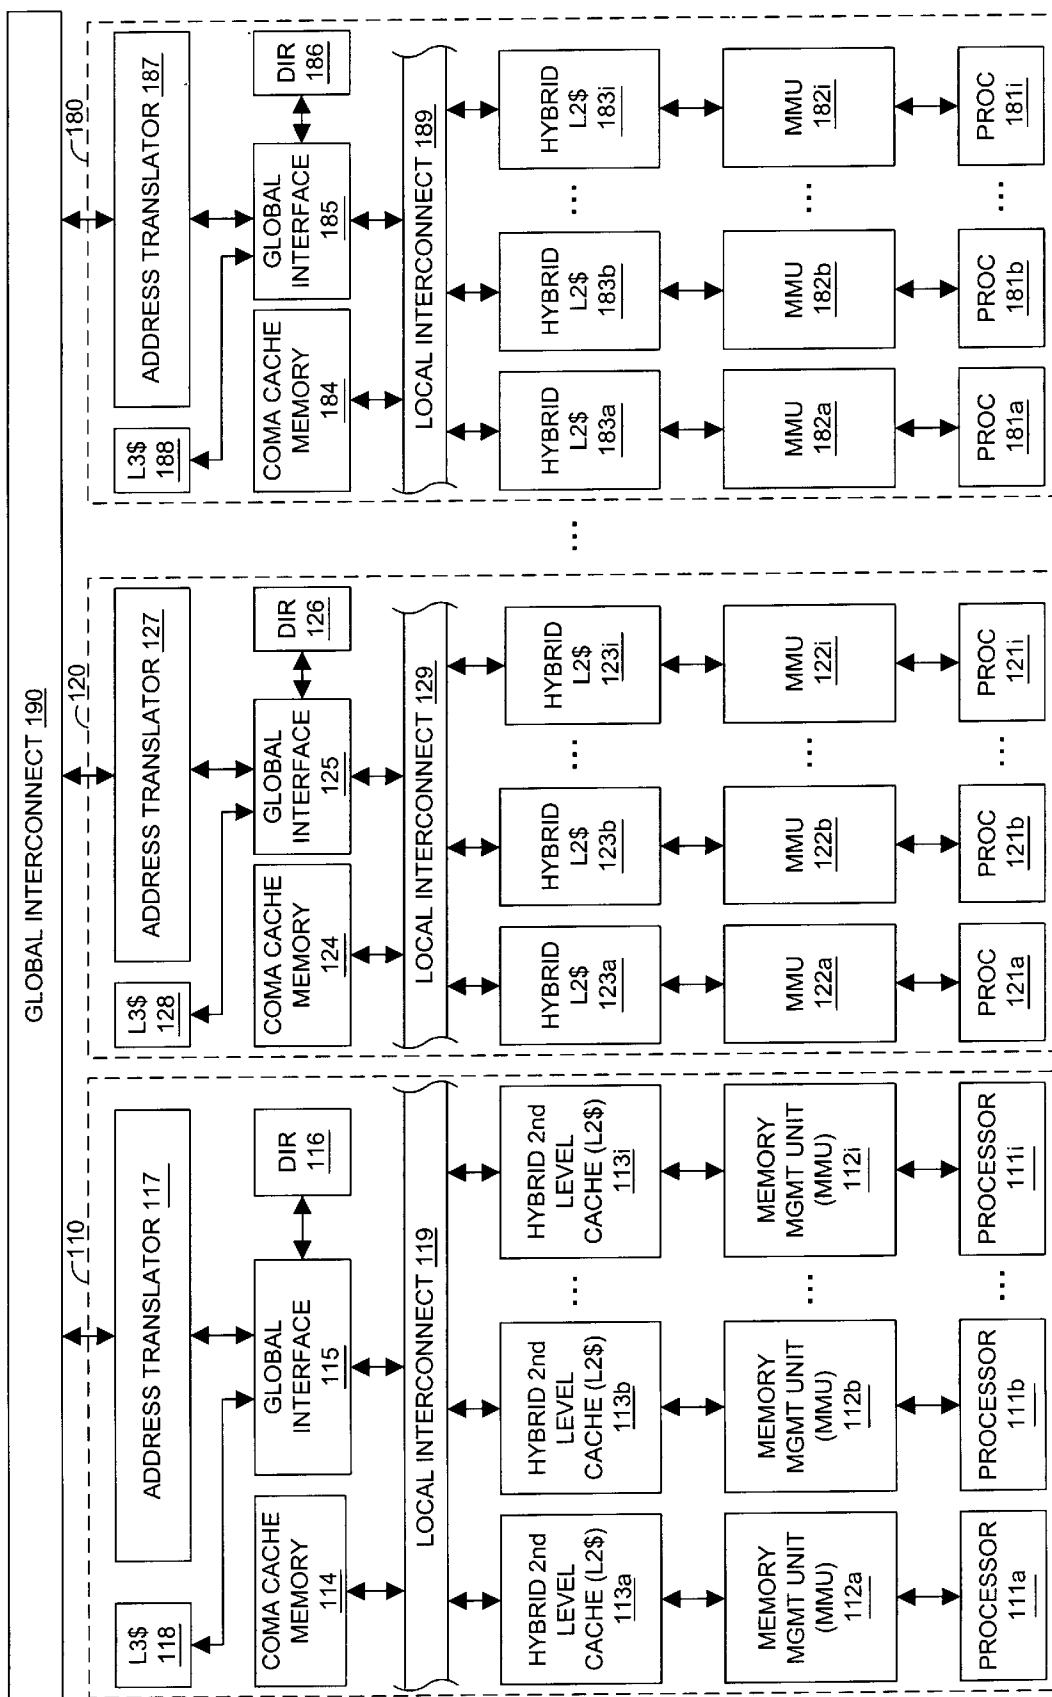 GLOBAL INTERCONNECT 190
110
120
180
L3$
118
ADDRESS TRANSLATOR 117
L3$
128
ADDRESS TRANSLATOR 127
L3$
188
ADDRESS TRANSLATOR 187
COMA CACHE
MEMORY
114
GLOBAL
INTERFACE
115
DIR
116
COMA CACHE
MEMORY
124
GLOBAL
INTERFACE
125
DIR
126
COMA CACHE
MEMORY
184
GLOBAL
INTERFACE
185
DIR
186
LOCAL INTERCONNECT 119
LOCAL INTERCONNECT 129
LOCAL INTERCONNECT 189
HYBRID 2nd
LEVEL
CACHE (L2$)
113a
HYBRID 2nd
LEVEL
CACHE (L2$)
113b
...
HYBRID 2nd
LEVEL
CACHE (L2$)
113i
HYBRID
L2$
123a
HYBRID
L2$
123b
...
HYBRID
L2$
123i
...
HYBRID
L2$
183a
HYBRID
L2$
183b
...
HYBRID
L2$
183i
MEMORY
MGMT UNIT
(MMU)
112a
MEMORY
MGMT UNIT
(MMU)
112b
...
MEMORY
MGMT UNIT
(MMU)
112i
MMU
122a
MMU
122b
...
MMU
122i
MMU
182a
MMU
182b
...
MMU
182i
PROCESSOR
111a
PROCESSOR
111b
...
PROCESSOR
111i
PROC
121a
PROC
121b
...
PROC
121i
PROC
181a
PROC
181b
...
PROC
181i